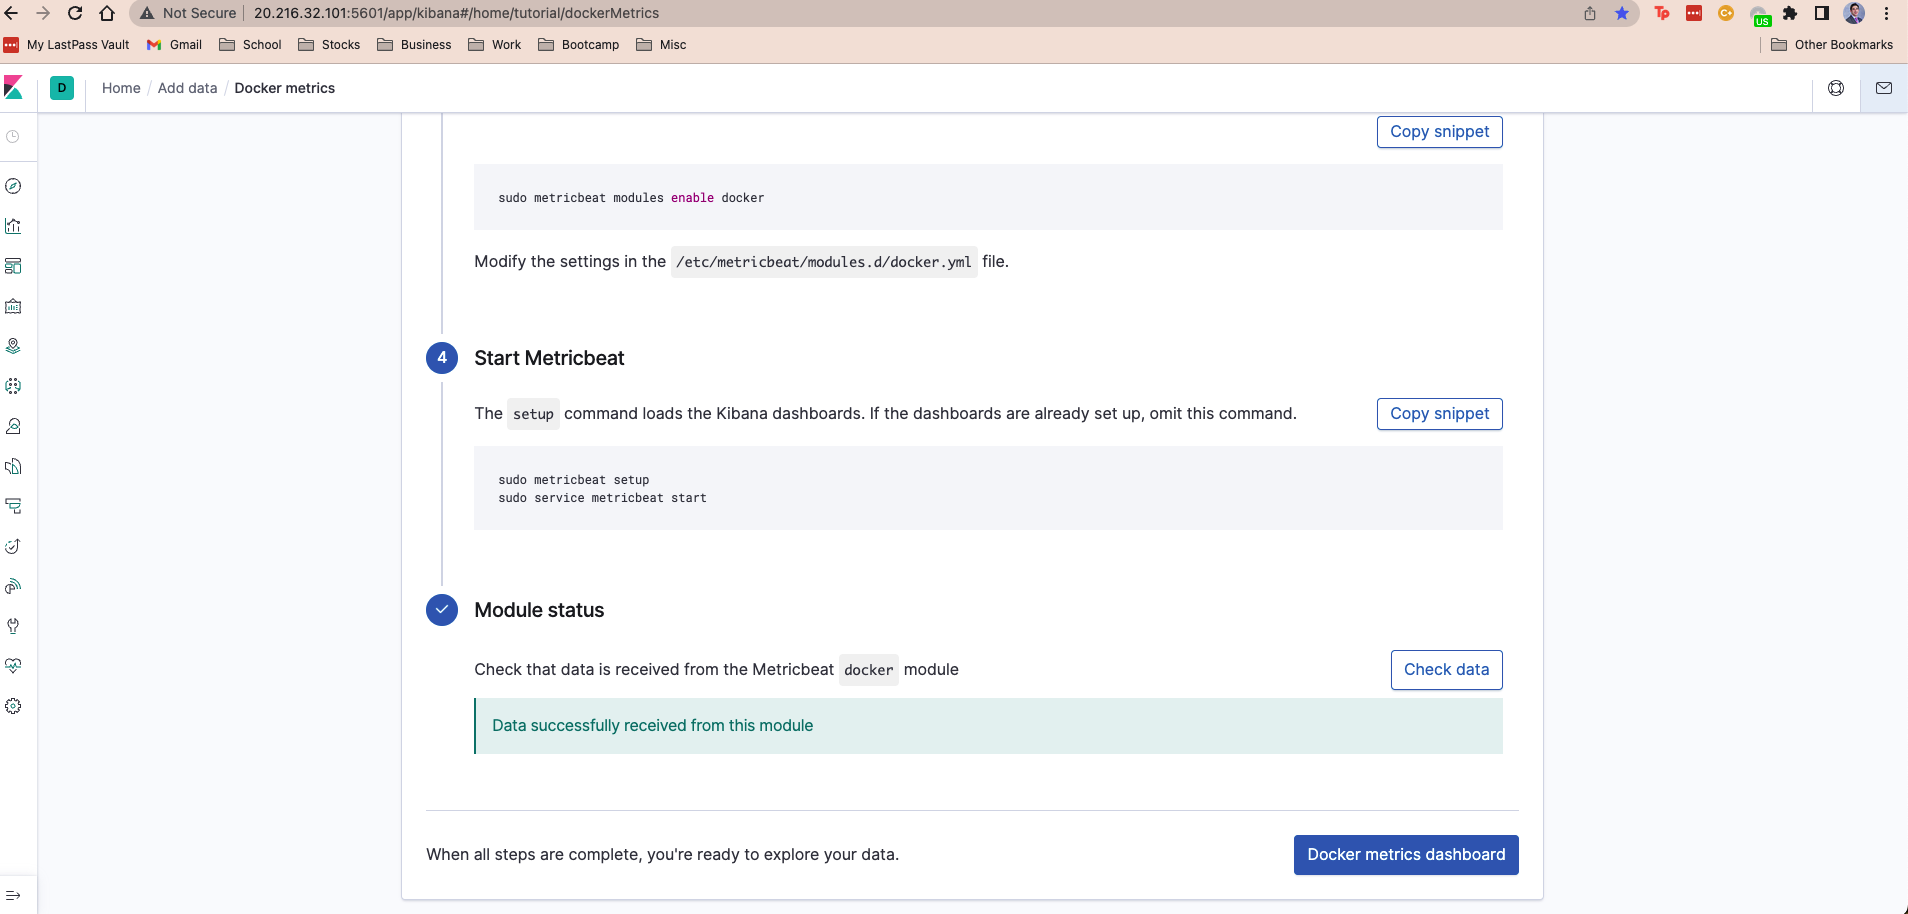 Not Secure 20.216.32.101:5601/app/kibana#/home/tutorial/dockerMetrics
Tp
C+
US
My LastPass Vault Gmail School Stocks Business Work Bootcamp Misc Other Bookmarks
D Home / Add data / Docker metrics
Copy snippet
sudo metricbeat modules enable docker
Modify the settings in the /etc/metricbeat/modules.d/docker.yml file.
4 Start Metricbeat
The setup command loads the Kibana dashboards. If the dashboards are already set up, omit this command. Copy snippet
sudo metricbeat setup
sudo service metricbeat start
Module status
Check that data is received from the Metricbeat docker module Check data
Data successfully received from this module
When all steps are complete, you're ready to explore your data. Docker metrics dashboard